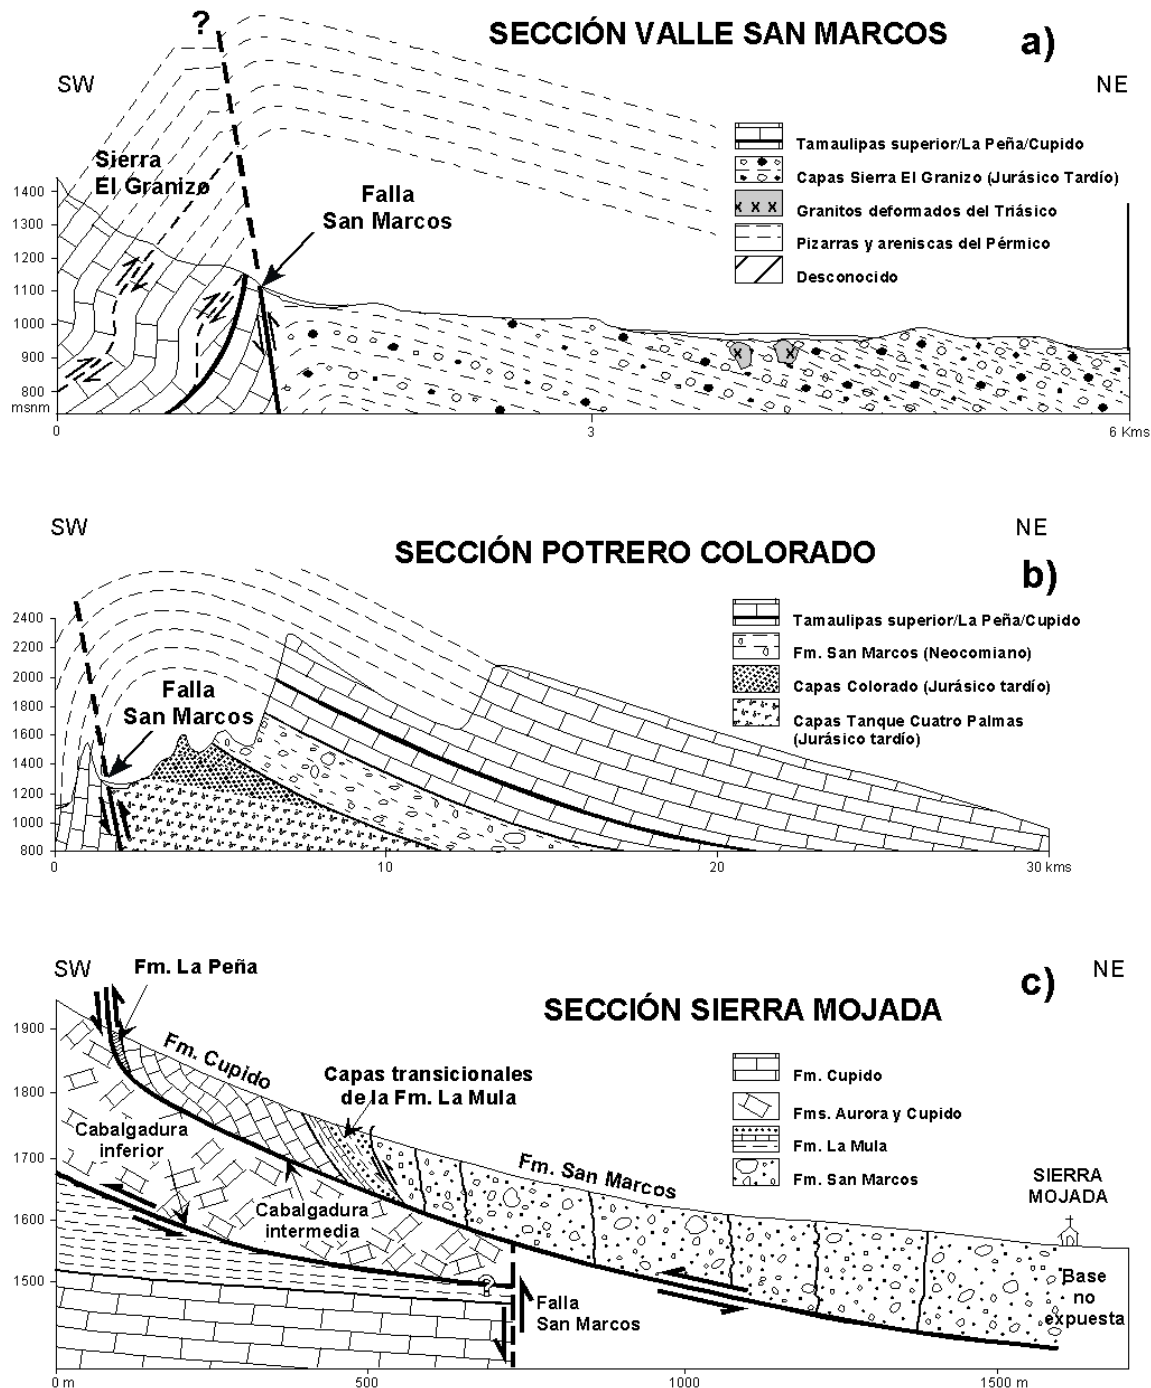 ?
SECCIÓN VALLE SAN MARCOS
a)
SW
NE
Sierra
El Granizo
Falla
San Marcos
Tamaulipas superior/La Peña/Cupido
Capas Sierra El Granizo (Jurásico Tardío)
x x x
Granitos deformados del Triásico
Pizarras y areniscas del Pérmico
Desconocido
1400
1300
1200
1100
1000
900
800
msnm
x
x
0
3
6 Kms
SW
NE
SECCIÓN POTRERO COLORADO
b)
Falla
San Marcos
Tamaulipas superior/La Peña/Cupido
Fm. San Marcos (Neocomiano)
Capas Colorado (Jurásico tardío)
Capas Tanque Cuatro Palmas
(Jurásico tardío)
2400
2200
2000
1800
1600
1400
1200
1000
800
0
10
20
30 kms
SW
Fm. La Peña
c)
NE
SECCIÓN SIERRA MOJADA
Fm. Cupido
Capas transicionales
de la Fm. La Mula
Fm. Cupido
Fms. Aurora y Cupido
Fm. La Mula
Fm. San Marcos
Cabalgadura
inferior
Fm. San Marcos
SIERRA
MOJADA
Cabalgadura
intermedia
?
Falla
San Marcos
Base
no
expuesta
1900
1800
1700
1600
1500
0 m
500
1000
1500 m